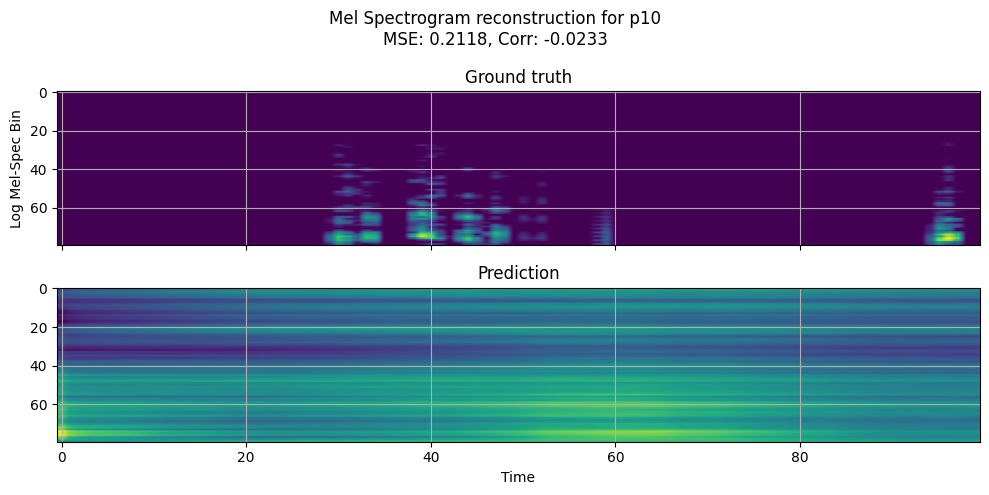 Mel Spectrogram reconstruction for p10
MSE: 0.2118, Corr: -0.0233
Ground truth
0
20
40
60
Log Mel-Spec Bin
Prediction
0
20
40
60
0 20 40 60 80
Time